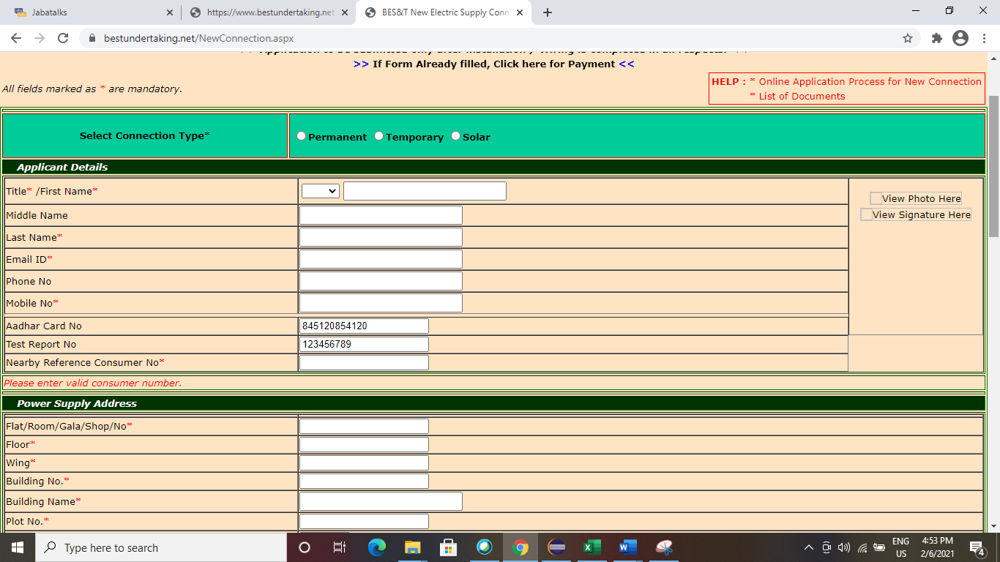 Jabatalks
https://www.bestundertaking.net
BES&T New Electric Supply Conn
bestundertaking.net/NewConnection.aspx
>> If Form Already filled, Click here for Payment <<
All fields marked as * are mandatory.
HELP : * Online Application Process for New Connection
* List of Documents
Select Connection Type*
Permanent Temporary Solar
Applicant Details
Title* /First Name*
View Photo Here
Middle Name
View Signature Here
Last Name*
Email ID*
Phone No
Mobile No*
Aadhar Card No 845120854120
Test Report No 123456789
Nearby Reference Consumer No*
Please enter valid consumer number.
Power Supply Address
Flat/Room/Gala/Shop/No*
Floor*
Wing*
Building No.*
Building Name*
Plot No.*
Type here to search
ENG
US
4:53 PM
2/6/2021
4